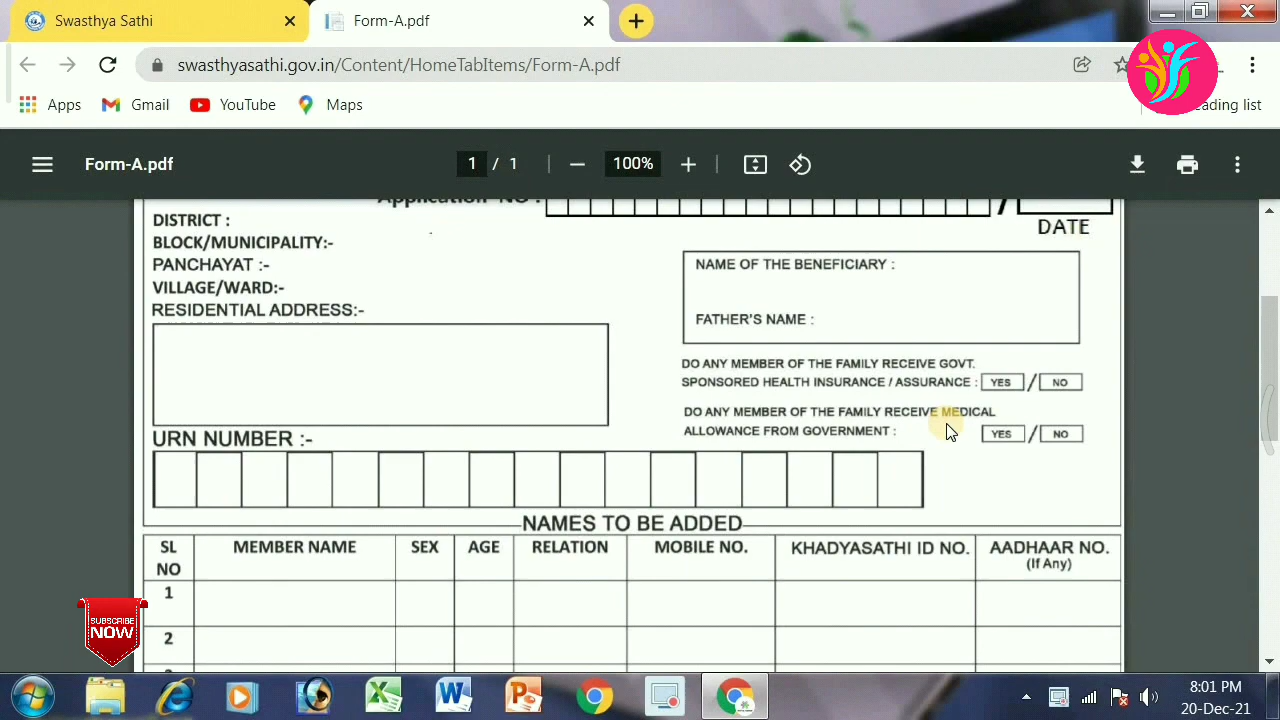 Swasthya Sathi
Form-A.pdf
swasthyasathi.gov.in/Content/HomeTabItems/Form-A.pdf
Apps
Gmail
YouTube
Maps
Form-A.pdf
1 / 1
100%
Application NO :
/
DATE
DISTRICT :
BLOCK/MUNICIPALITY:-
PANCHAYAT :-
VILLAGE/WARD:-
RESIDENTIAL ADDRESS:-
NAME OF THE BENEFICIARY :
FATHER'S NAME :
DO ANY MEMBER OF THE FAMILY RECEIVE GOVT.
SPONSORED HEALTH INSURANCE / ASSURANCE : YES / NO
DO ANY MEMBER OF THE FAMILY RECEIVE MEDICAL
ALLOWANCE FROM GOVERNMENT : YES / NO
URN NUMBER :-
NAMES TO BE ADDED
SL NO MEMBER NAME SEX AGE RELATION MOBILE NO. KHADYASATHI ID NO. AADHAAR NO.
(If Any)
1
2
SUBSCRIBE
NOW
8:01 PM
20-Dec-21